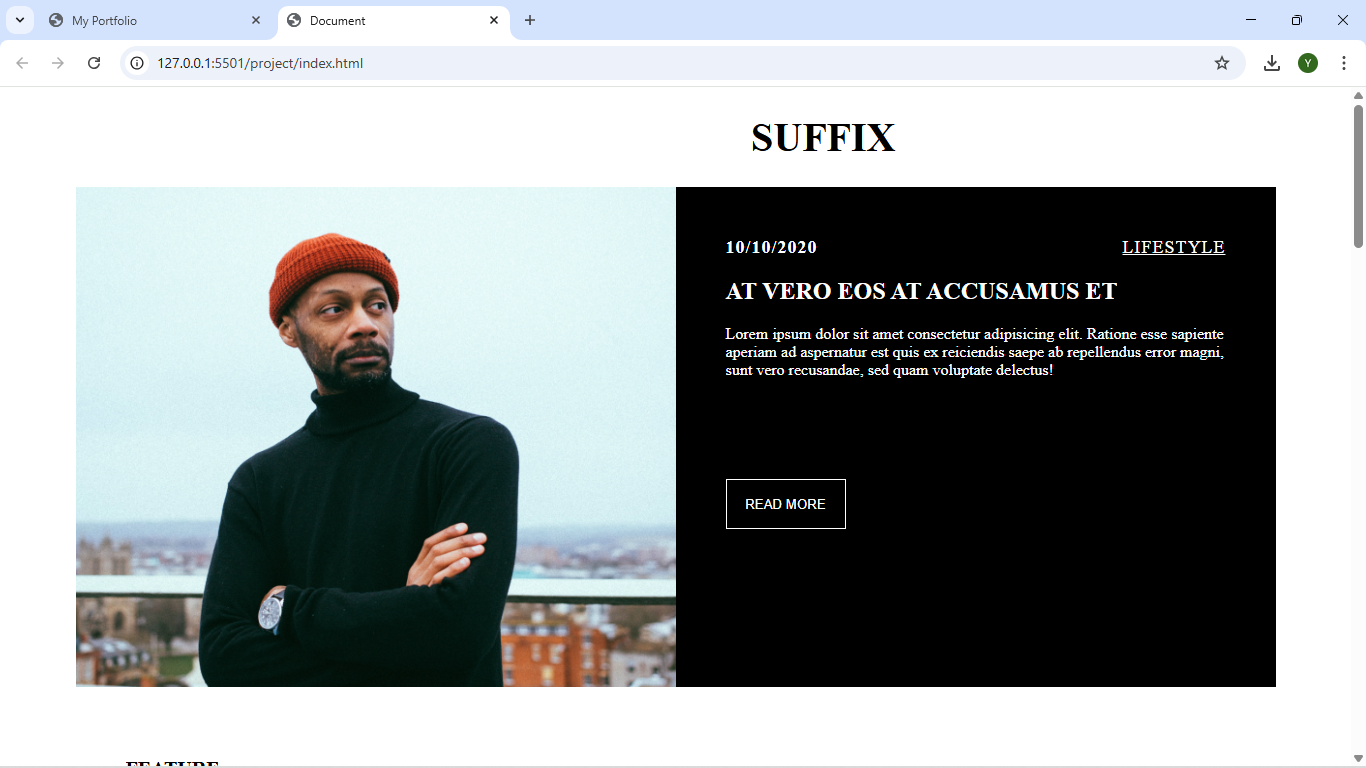 My Portfolio
Document
127.0.0.1:5501/project/index.html
Y
SUFFIX
10/10/2020
LIFESTYLE
AT VERO EOS AT ACCUSAMUS ET
Lorem ipsum dolor sit amet consectetur adipisicing elit. Ratione esse sapiente
aperiam ad aspernatur est quis ex reiciendis saepe ab repellendus error magni,
sunt vero recusandae, sed quam voluptate delectus!
READ MORE
FEATURE